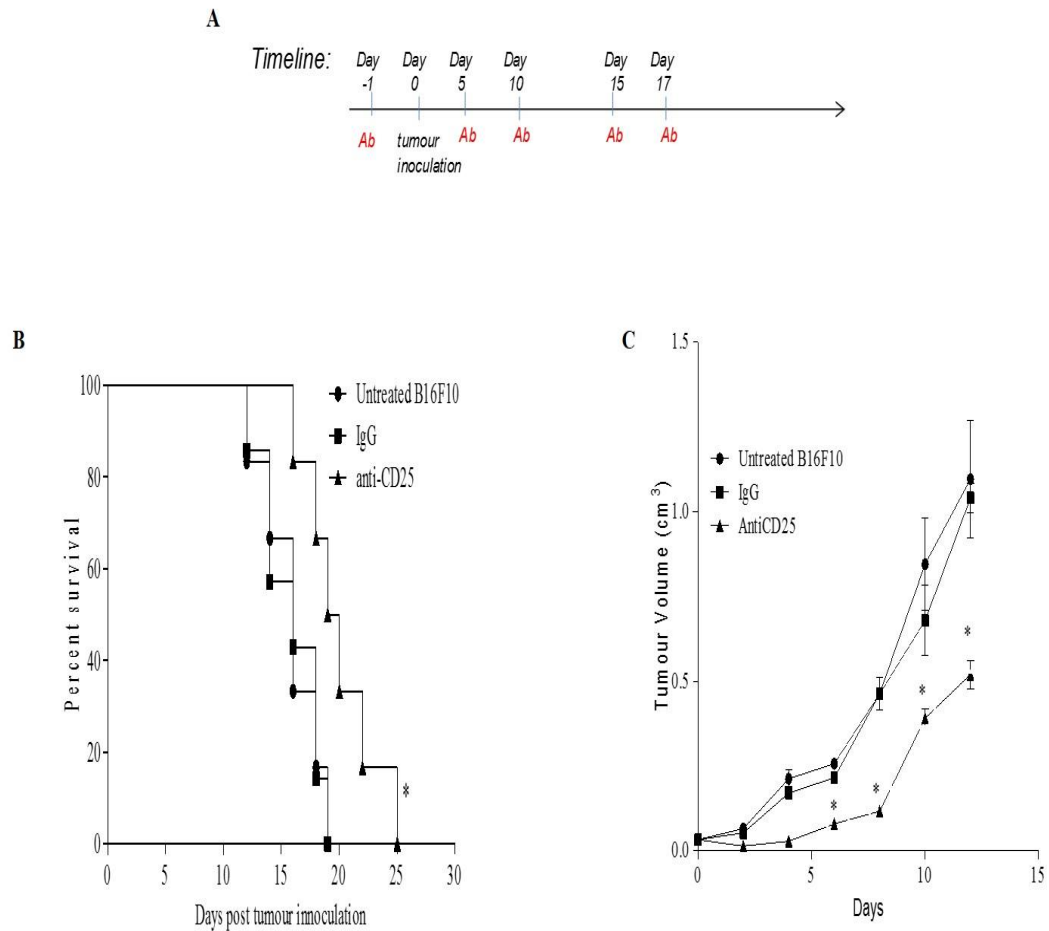 A
Timeline: Day Day Day Day Day Day
-1 0 5 10 15 17
Ab tumour Ab Ab Ab Ab
inoculation
B
100
80
60
40
20
0
Percent survival
Untreated B16F10
IgG
anti-CD25
*
0 5 10 15 20 25 30
Days post tumour innoculation
C
1.5
1.0
0.5
0.0
Tumour Volume (cm³)
Untreated B16F10
IgG
AntiCD25
* * * *
0 5 10 15
Days